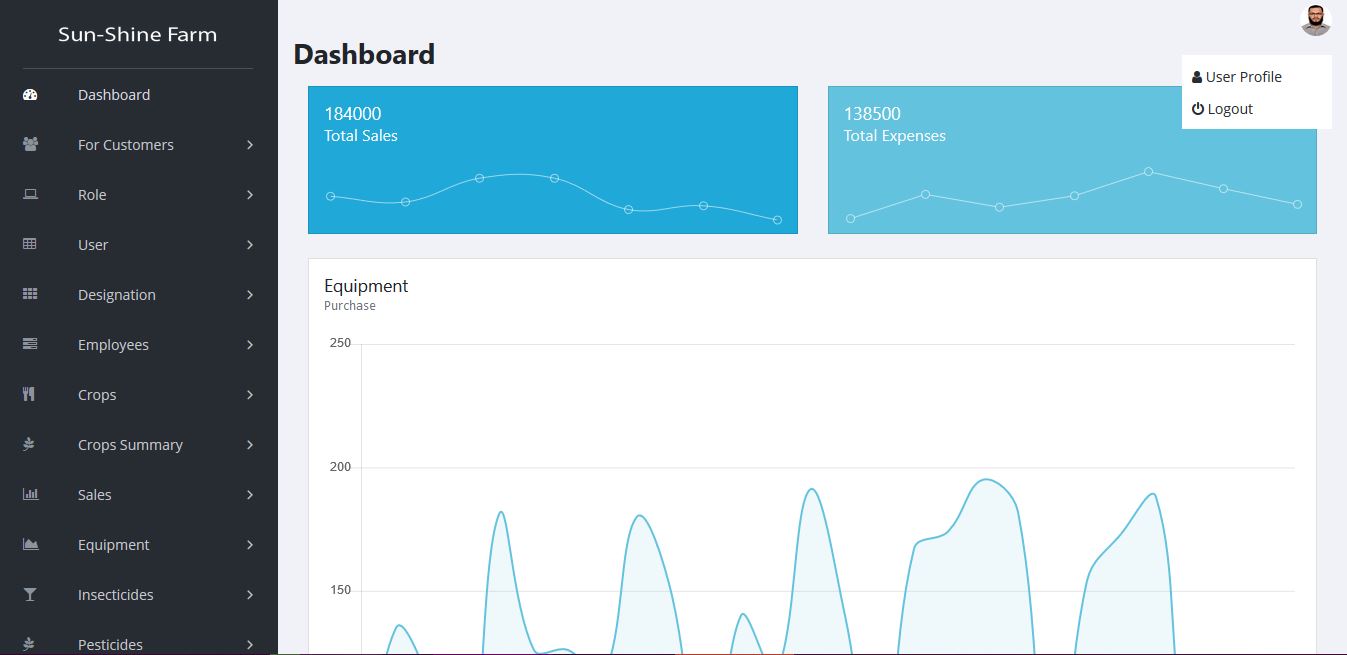 Sun-Shine Farm
Dashboard
For Customers
Role
User
Designation
Employees
Crops
Crops Summary
Sales
Equipment
Insecticides
Pesticides
Dashboard
User Profile
Logout
184000
Total Sales
138500
Total Expenses
Equipment
Purchase
250
200
150